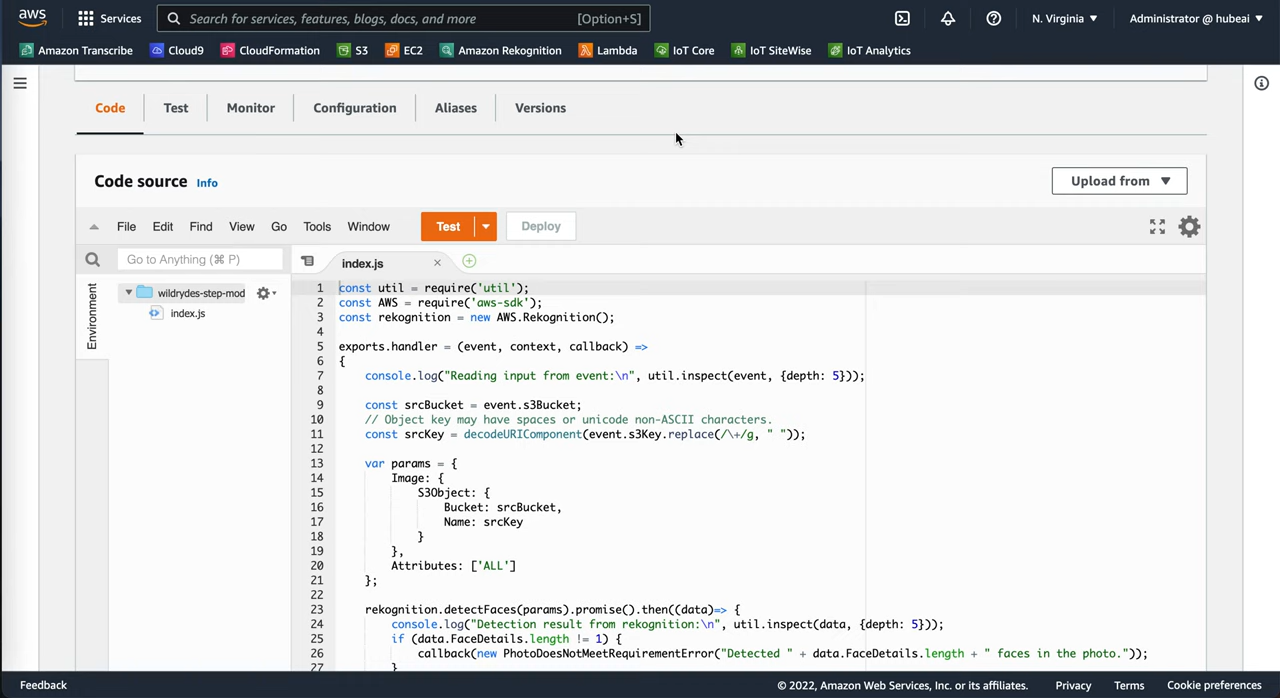 aws
Services
Search for services, features, blogs, docs, and more
[Option+S]
N. Virginia ▼
Administrator @ hubeai ▼
Amazon Transcribe
Cloud9
CloudFormation
S3
EC2
Amazon Rekognition
Lambda
IoT Core
IoT SiteWise
IoT Analytics
Code
Test
Monitor
Configuration
Aliases
Versions
Code source
Info
Upload from ▼
File
Edit
Find
View
Go
Tools
Window
Test
Deploy
Go to Anything (⌘ P)
index.js
Environment
wildrydes-step-mod
index.js
1 const util = require('util');
2 const AWS = require('aws-sdk');
3 const rekognition = new AWS.Rekognition();
4
5 exports.handler = (event, context, callback) =>
6 {
7     console.log("Reading input from event:\n", util.inspect(event, {depth: 5}));
8
9     const srcBucket = event.s3Bucket;
10     // Object key may have spaces or unicode non-ASCII characters.
11     const srcKey = decodeURIComponent(event.s3Key.replace(/\+/g, " "));
12
13     var params = {
14         Image: {
15             S3Object: {
16                 Bucket: srcBucket,
17                 Name: srcKey
18             }
19         },
20         Attributes: ['ALL']
21     };
22
23     rekognition.detectFaces(params).promise().then((data)=> {
24         console.log("Detection result from rekognition:\n", util.inspect(data, {depth: 5}));
25         if (data.FaceDetails.length != 1) {
26             callback(new PhotoDoesNotMeetRequirementError("Detected " + data.FaceDetails.length + " faces in the photo."));
27         }
Feedback
© 2022, Amazon Web Services, Inc. or its affiliates.
Privacy
Terms
Cookie preferences